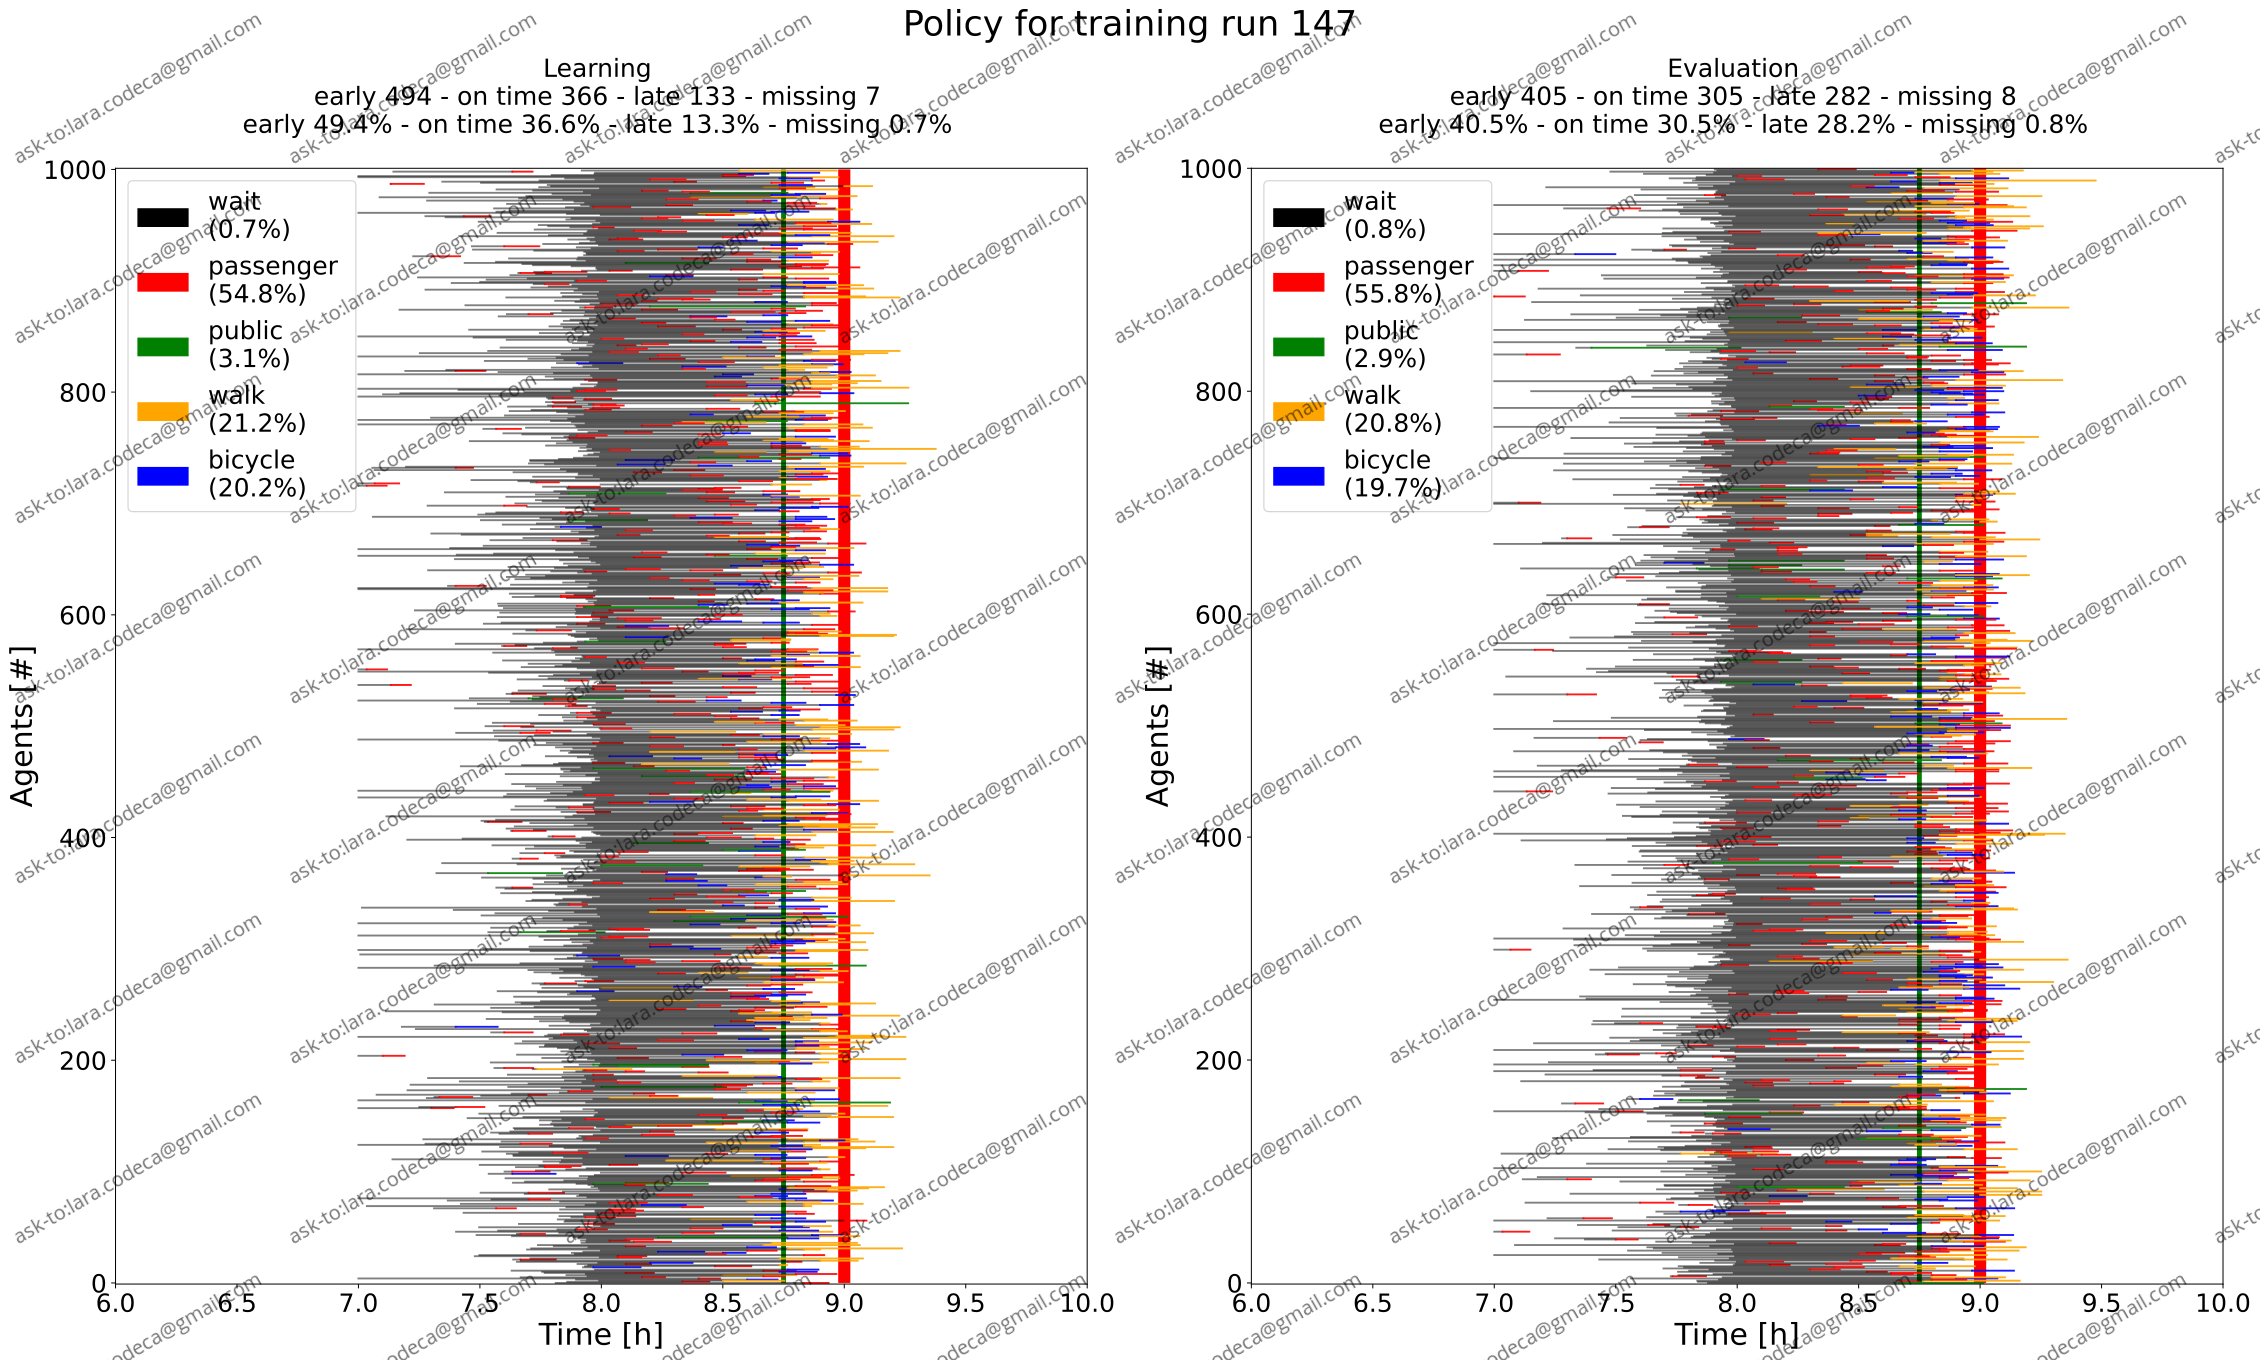 Policy for training run 147
Learning
early 494 - on time 366 - late 133 - missing 7
early 49.4% - on time 36.6% - late 13.3% - missing 0.7%
wait
(0.7%)
passenger
(54.8%)
public
(3.1%)
walk
(21.2%)
bicycle
(20.2%)
Agents [#]
1000
800
600
400
200
0
6.0 6.5 7.0 7.5 8.0 8.5 9.0 9.5 10.0
Time [h]
Evaluation
early 405 - on time 305 - late 282 - missing 8
early 40.5% - on time 30.5% - late 28.2% - missing 0.8%
wait
(0.8%)
passenger
(55.8%)
public
(2.9%)
walk
(20.8%)
bicycle
(19.7%)
Agents [#]
1000
800
600
400
200
0
6.0 6.5 7.0 7.5 8.0 8.5 9.0 9.5 10.0
Time [h]
ask-to:lara.codeca@gmail.com